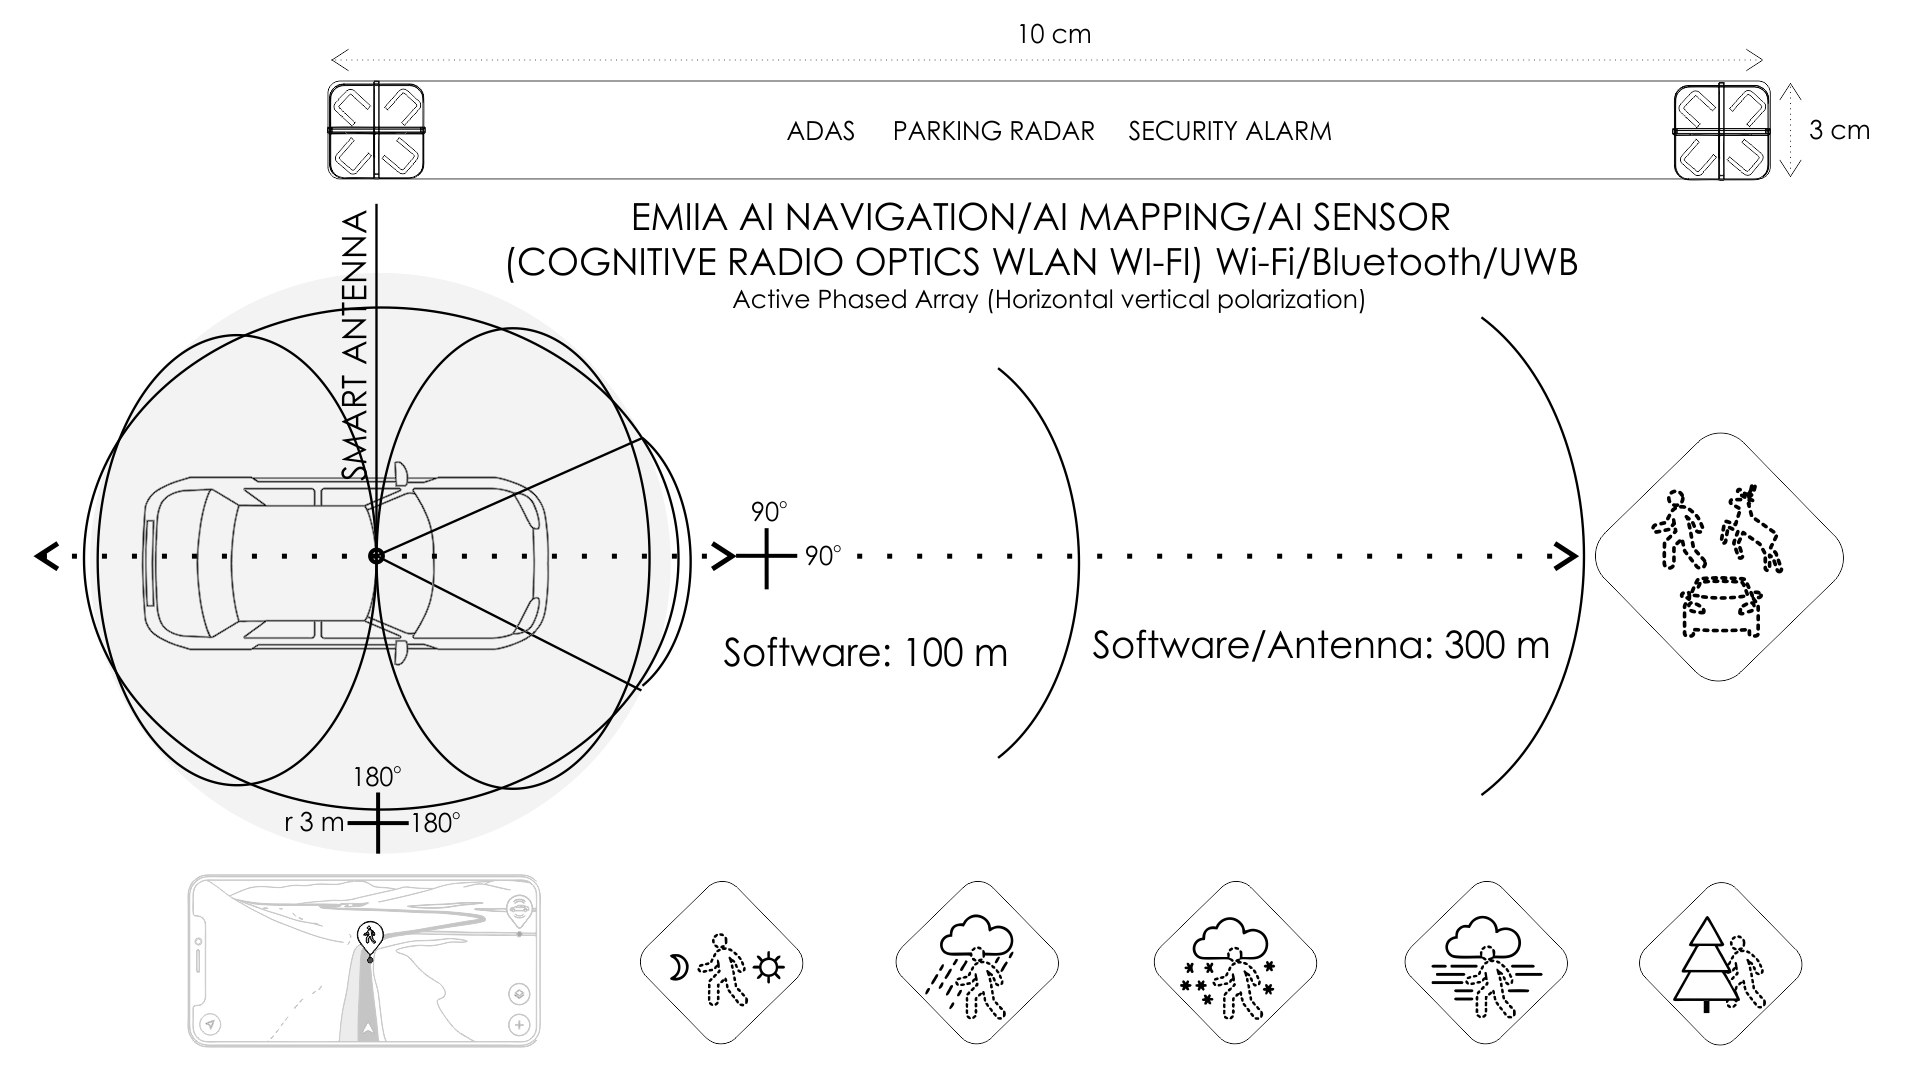 10 cm
ADAS PARKING RADAR SECURITY ALARM
3 cm
EMIIA AI NAVIGATION/AI MAPPING/AI SENSOR
(COGNITIVE RADIO OPTICS WLAN WI-FI) Wi-Fi/Bluetooth/UWB
Active Phased Array (Horizontal vertical polarization)
SMART ANTENNA
90°
90°
Software: 100 m
Software/Antenna: 300 m
180°
r 3 m
180°